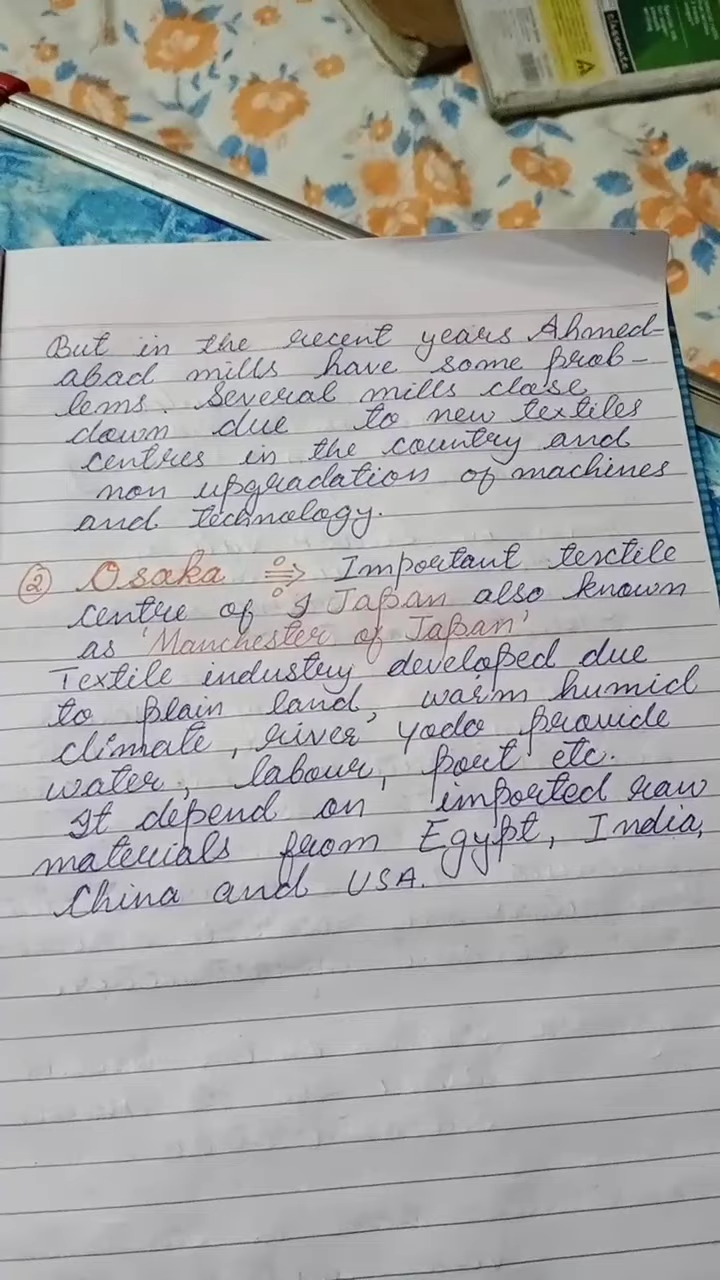 classmate
But in the recent years Ahmed-
abad mills have some prob-
lems. Several mills close
down due to new textiles
centres in the country and
non upgradation of machines
and technology.
② Osaka ⇒ Important textile
centre of Japan also known
as 'Manchester of Japan'
Textile industry developed due
to plain land, warm humid
climate, river Yodo provide
water, labour, port etc.
It depend on imported raw
materials from Egypt, India,
China and USA.